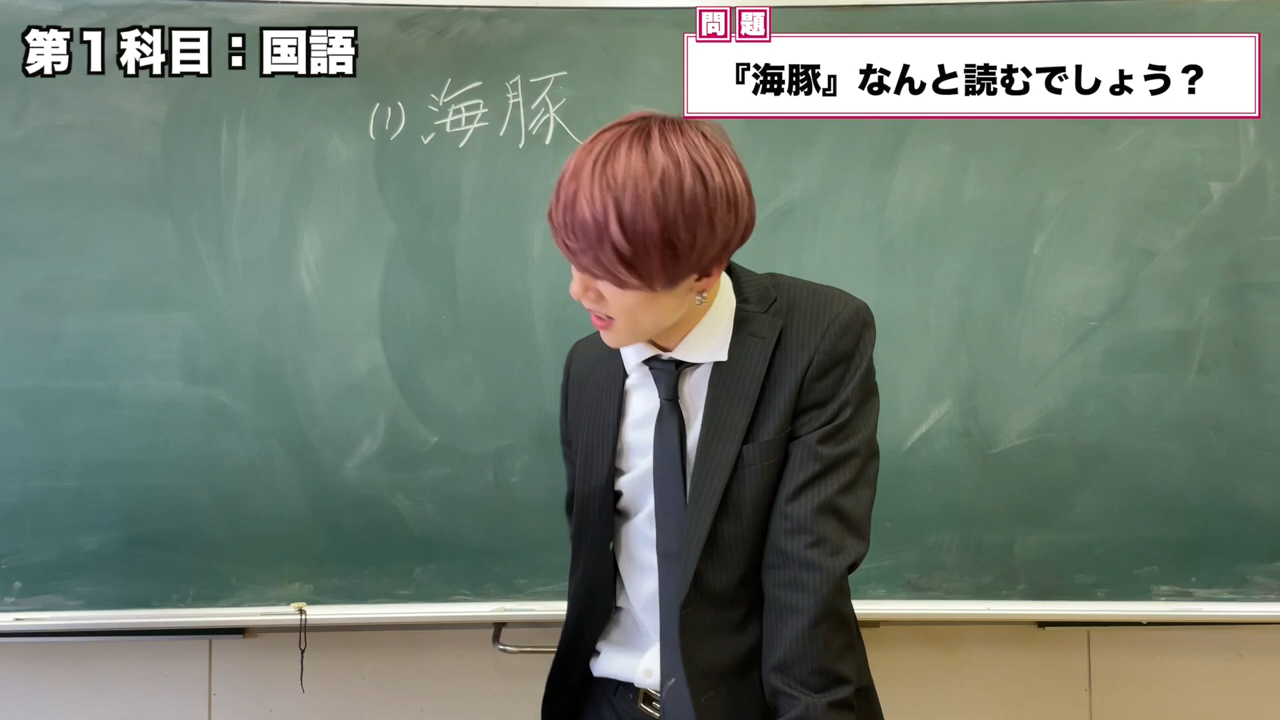 第1科目：国語
問題
『海豚』なんと読むでしょう？
(1) 海豚